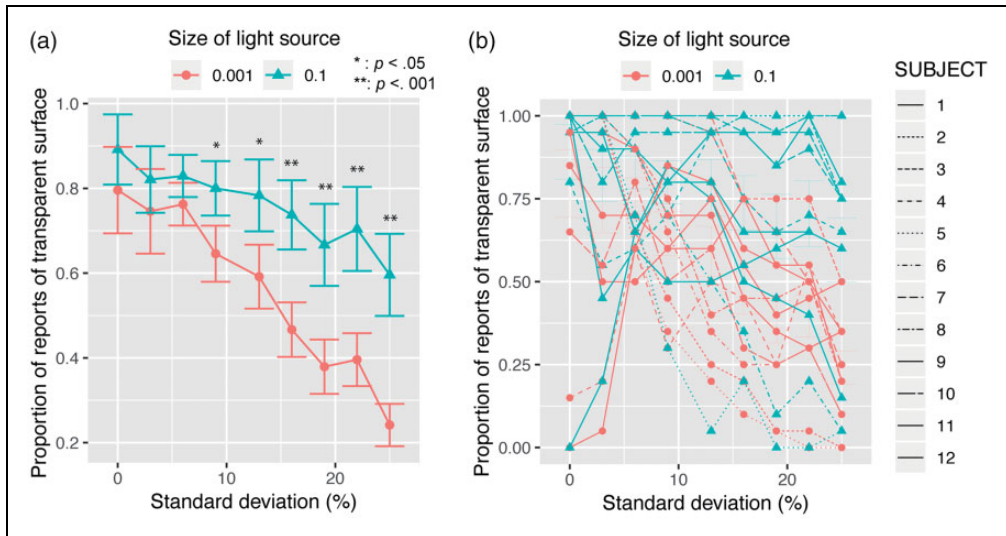 (a)
Size of light source
0.001 0.1
* : p < .05
**: p <. 001
Proportion of reports of transparent surface
1.0
0.8
0.6
0.4
0.2
* * ** ** ** **
0 10 20
Standard deviation (%)
(b)
Size of light source
0.001 0.1
Proportion of reports of transparent surface
1.00
0.75
0.50
0.25
0.00
0 10 20
Standard deviation (%)
SUBJECT
1
2
3
4
5
6
7
8
9
10
11
12